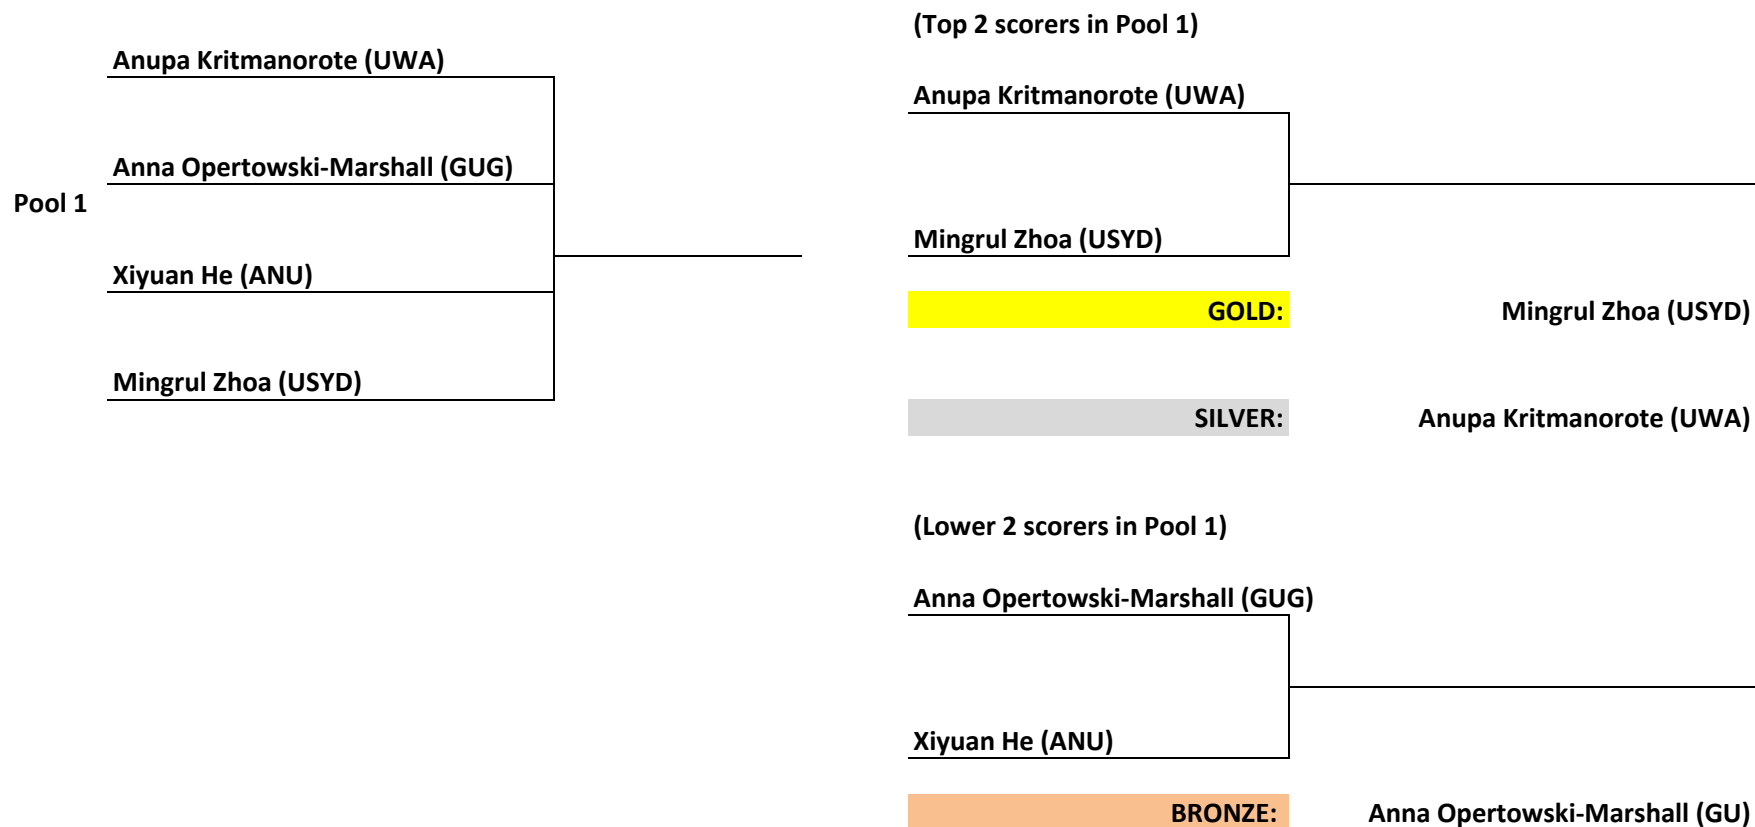 Pool 1
Anupa Kritmanorote (UWA)
Anna Opertowski-Marshall (GUG)
Xiyuan He (ANU)
Mingrul Zhoa (USYD)
(Top 2 scorers in Pool 1)
Anupa Kritmanorote (UWA)
Mingrul Zhoa (USYD)
GOLD: Mingrul Zhoa (USYD)
SILVER: Anupa Kritmanorote (UWA)
(Lower 2 scorers in Pool 1)
Anna Opertowski-Marshall (GUG)
Xiyuan He (ANU)
BRONZE: Anna Opertowski-Marshall (GU)